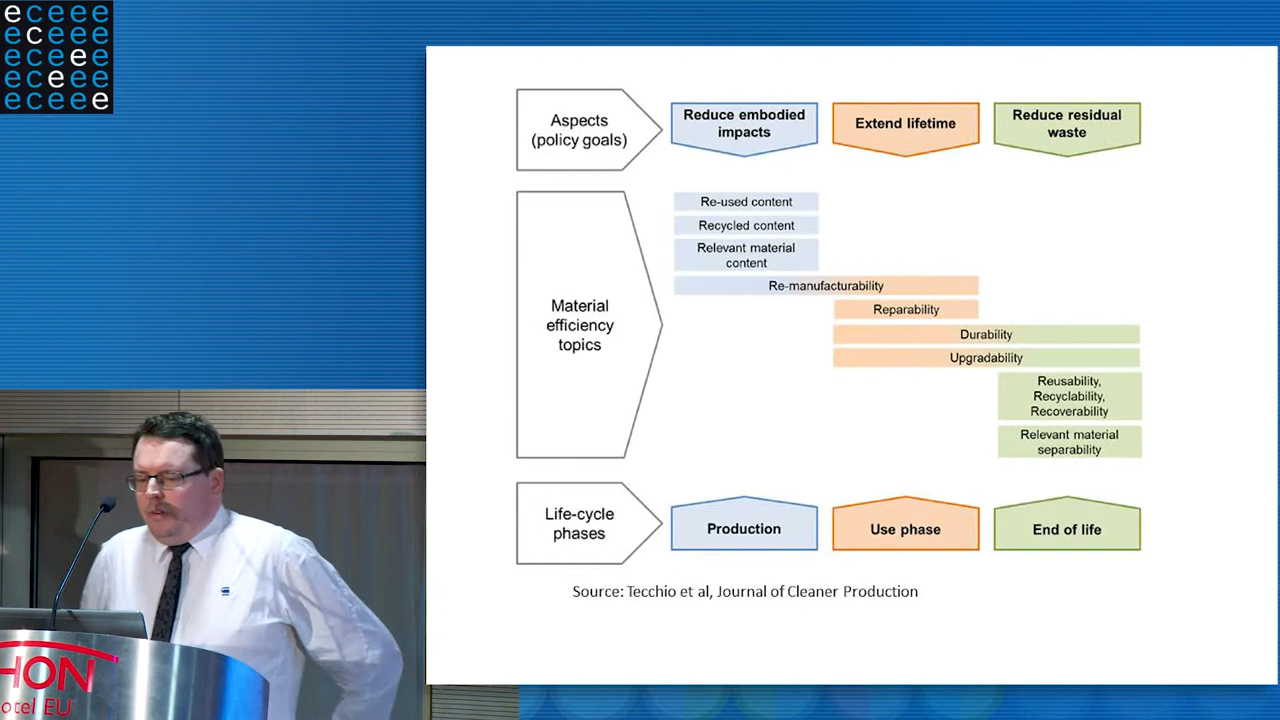 eceee
eceee
eceee
eceee
eceee
Aspects
(policy goals)
Reduce embodied
impacts
Extend lifetime
Reduce residual
waste
Material
efficiency
topics
Re-used content
Recycled content
Relevant material
content
Re-manufacturability
Reparability
Durability
Upgradability
Reusability,
Recyclability,
Recoverability
Relevant material
separability
Life-cycle
phases
Production
Use phase
End of life
Source: Tecchio et al, Journal of Cleaner Production
HON
otel EU